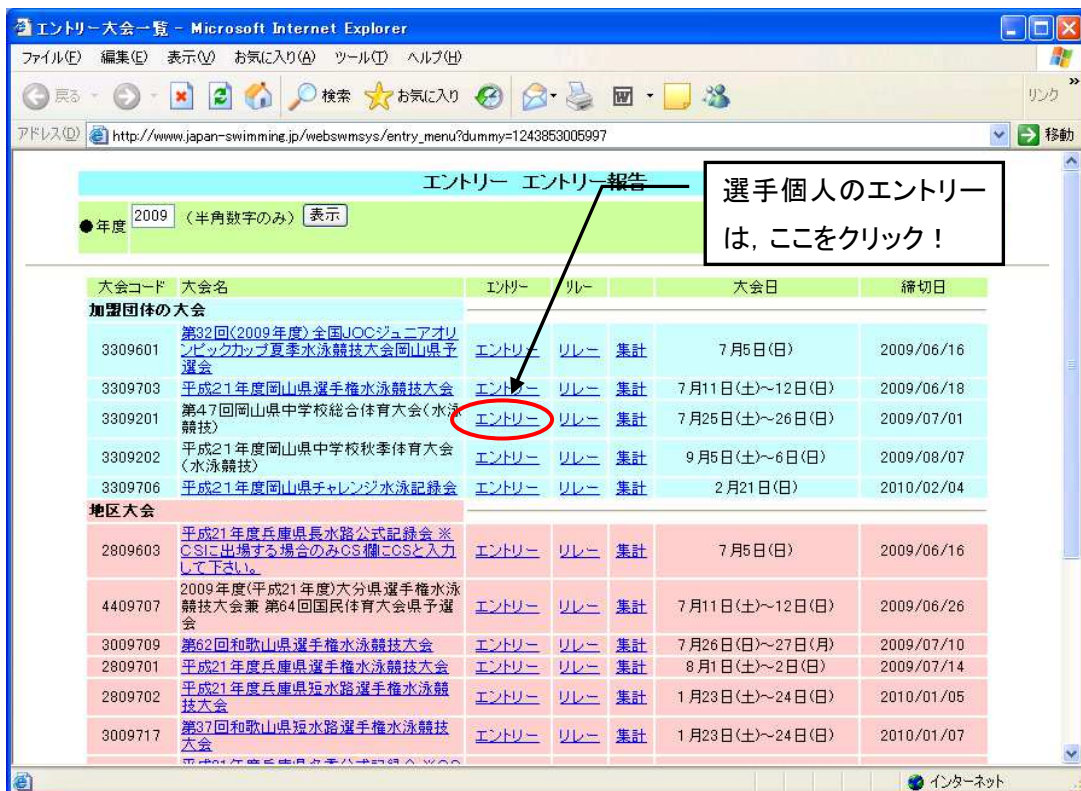 エントリー大会一覧 - Microsoft Internet Explorer
ファイル(F) 編集(E) 表示(V) お気に入り(A) ツール(T) ヘルプ(H)
戻る 検索 お気に入り リンク
アドレス(D) http://www.japan-swimming.jp/webswmsys/entry_menu?dummy=1243853005997 移動
エントリー エントリー報告
選手個人のエントリー
は，ここをクリック！
●年度 2009 (半角数字のみ) 表示
大会コード 大会名 エントリー リレー 大会日 締切日
加盟団体の大会
第32回(2009年度)全国JOCジュニアオリ
3309601 ンピックカップ夏季水泳競技大会岡山県予 エントリー リレー 集計 7月5日(日) 2009/06/16
選会
3309703 平成21年度岡山県選手権水泳競技大会 エントリー リレー 集計 7月11日(土)～12日(日) 2009/06/18
3309201 第47回岡山県中学校総合体育大会(水泳 エントリー リレー 集計 7月25日(土)～26日(日) 2009/07/01
競技)
3309202 平成21年度岡山県中学校秋季体育大会 エントリー リレー 集計 9月5日(土)～6日(日) 2009/08/07
(水泳競技)
3309706 平成21年度岡山県チャレンジ水泳記録会 エントリー リレー 集計 2月21日(日) 2010/02/04
地区大会
平成21年度兵庫県長水路公式記録会 ※
2809603 CSIに出場する場合のみCS欄にCSと入力 エントリー リレー 集計 7月5日(日) 2009/06/16
して下さい。
2009年度(平成21年度)大分県選手権水泳
4409707 競技大会兼 第64回国民体育大会県予選 エントリー リレー 集計 7月11日(土)～12日(日) 2009/06/26
会
3009709 第62回和歌山県選手権水泳競技大会 エントリー リレー 集計 7月26日(日)～27日(月) 2009/07/10
2809701 平成21年度兵庫県選手権水泳競技大会 エントリー リレー 集計 8月1日(土)～2日(日) 2009/07/14
2809702 平成21年度兵庫県短水路選手権水泳競 エントリー リレー 集計 1月23日(土)～24日(日) 2010/01/05
技大会
3009717 第37回和歌山県短水路選手権水泳競技 エントリー リレー 集計 1月23日(土)～24日(日) 2010/01/07
大会
インターネット